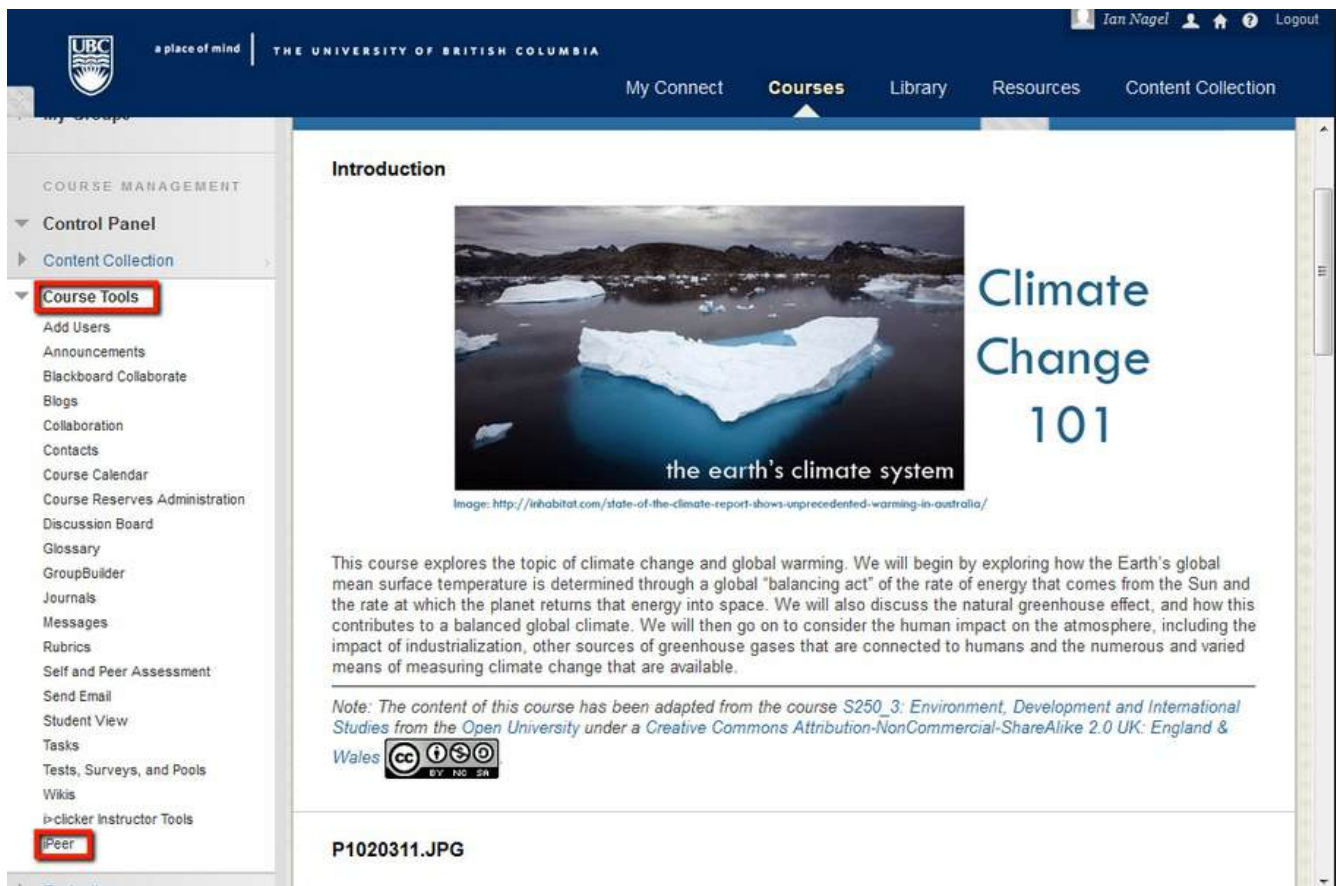 Ian Nagel
Logout
UBC
a place of mind
THE UNIVERSITY OF BRITISH COLUMBIA
My Connect
Courses
Library
Resources
Content Collection
My Groups
COURSE MANAGEMENT
Control Panel
Content Collection
Course Tools
Add Users
Announcements
Blackboard Collaborate
Blogs
Collaboration
Contacts
Course Calendar
Course Reserves Administration
Discussion Board
Glossary
GroupBuilder
Journals
Messages
Rubrics
Self and Peer Assessment
Send Email
Student View
Tasks
Tests, Surveys, and Pools
Wikis
i>clicker Instructor Tools
iPeer
Introduction
the earth's climate system
Climate
Change
101
Image: http://inhabitat.com/state-of-the-climate-report-shows-unprecedented-warming-in-australia/
This course explores the topic of climate change and global warming. We will begin by exploring how the Earth's global
mean surface temperature is determined through a global "balancing act" of the rate of energy that comes from the Sun and
the rate at which the planet returns that energy into space. We will also discuss the natural greenhouse effect, and how this
contributes to a balanced global climate. We will then go on to consider the human impact on the atmosphere, including the
impact of industrialization, other sources of greenhouse gases that are connected to humans and the numerous and varied
means of measuring climate change that are available.
Note: The content of this course has been adapted from the course S250_3: Environment, Development and International
Studies from the Open University under a Creative Commons Attribution-NonCommercial-ShareAlike 2.0 UK: England &
Wales cc BY NC SA.
P1020311.JPG